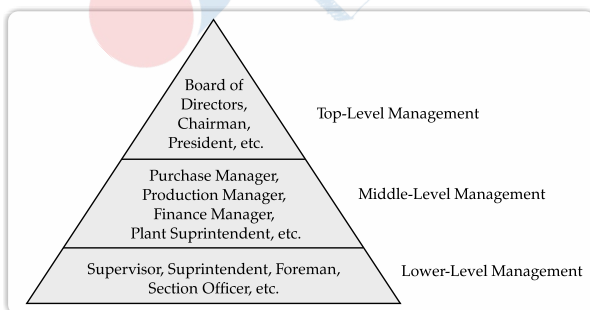 Board of
Directors,
Chairman,
President, etc.
Top-Level Management
Purchase Manager,
Production Manager,
Finance Manager,
Plant Suprintendent, etc.
Middle-Level Management
Supervisor, Suprintendent, Foreman,
Section Officer, etc.
Lower-Level Management